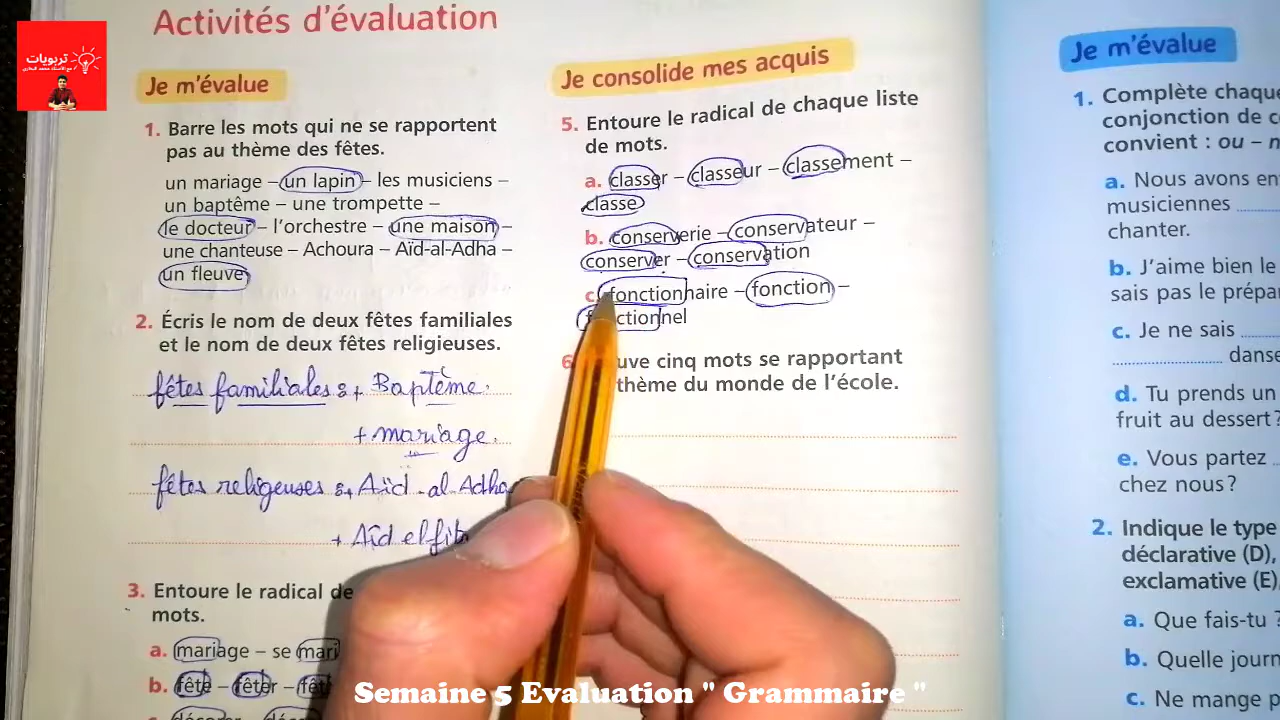 Activités d'évaluation
تربويات
Je m'évalue
1. Barre les mots qui ne se rapportent
pas au thème des fêtes.
un mariage – un lapin – les musiciens –
un baptême – une trompette –
le docteur – l'orchestre – une maison –
une chanteuse – Achoura – Aïd-al-Adha –
un fleuve
2. Écris le nom de deux fêtes familiales
et le nom de deux fêtes religieuses.
fêtes familiales : + Baptême.
+ mariage.
fêtes religieuses : + Aïd-al Adha
+ Aïd el fit
3. Entoure le radical de
mots.
a. mariage – se mari
b. fête – fêter – fêt
Je consolide mes acquis
5. Entoure le radical de chaque liste
de mots.
a. classer – classeur – classement –
classe
b. conserverie – conservateur –
conserver – conservation
c. fonctionnaire – fonction –
fonctionnel
6. uve cinq mots se rapportant
thème du monde de l'école.
Je m'évalue
1. Complète chaque
conjonction de c
convient : ou – n
a. Nous avons en
musiciennes
chanter.
b. J'aime bien le
sais pas le prépa
c. Je ne sais
danse
d. Tu prends un
fruit au dessert ?
e. Vous partez
chez nous ?
2. Indique le type
déclarative (D),
exclamative (E)
a. Que fais-tu ?
b. Quelle journ
c. Ne mange p
Semaine 5 Evaluation " Grammaire "